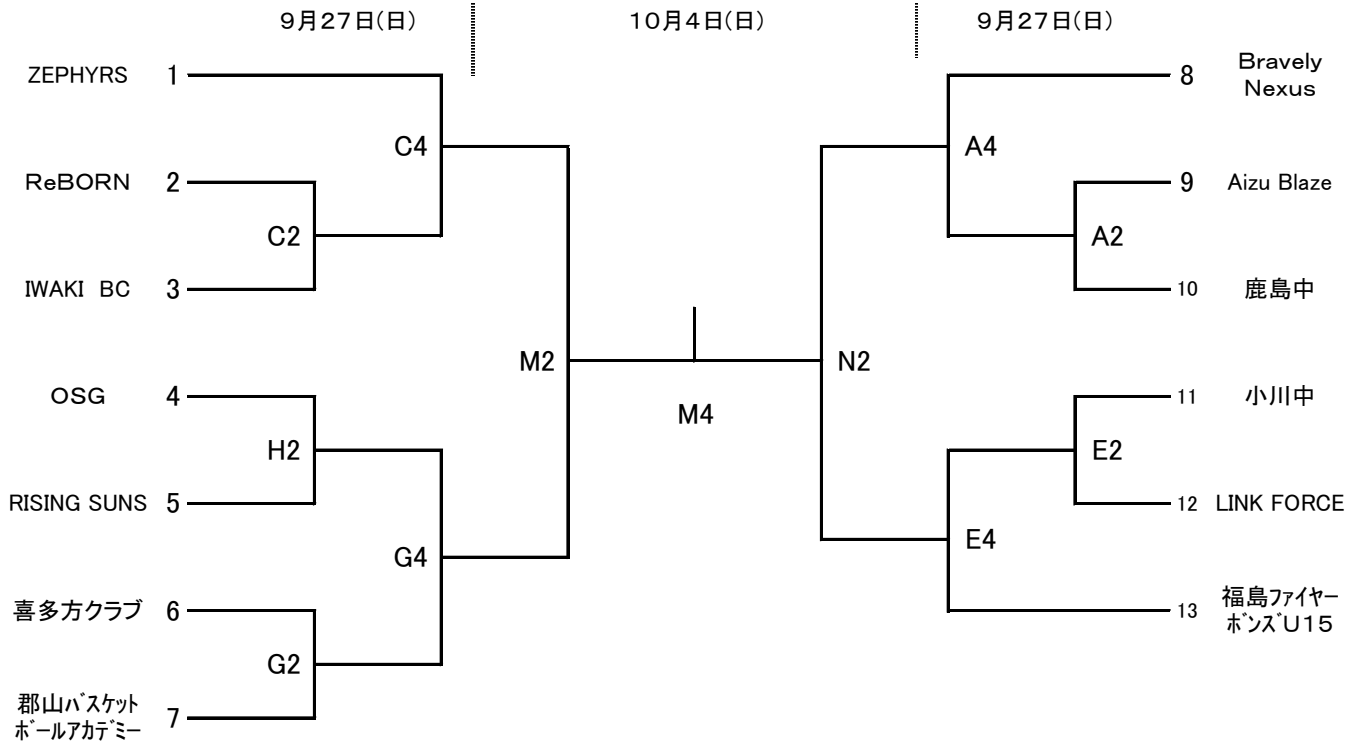 ９月２７日(日) １０月４日(日) ９月２７日(日)
ZEPHYRS 1
8 Bravely
Nexus
C4
A4
ReBORN 2
9 Aizu Blaze
C2
A2
IWAKI BC 3
10 鹿島中
M2
N2
OSG 4
11 小川中
M4
H2
E2
RISING SUNS 5
12 LINK FORCE
G4
E4
喜多方クラブ 6
13 福島ファイヤー
ボンズU15
G2
郡山バスケット
ボールアカデミー 7